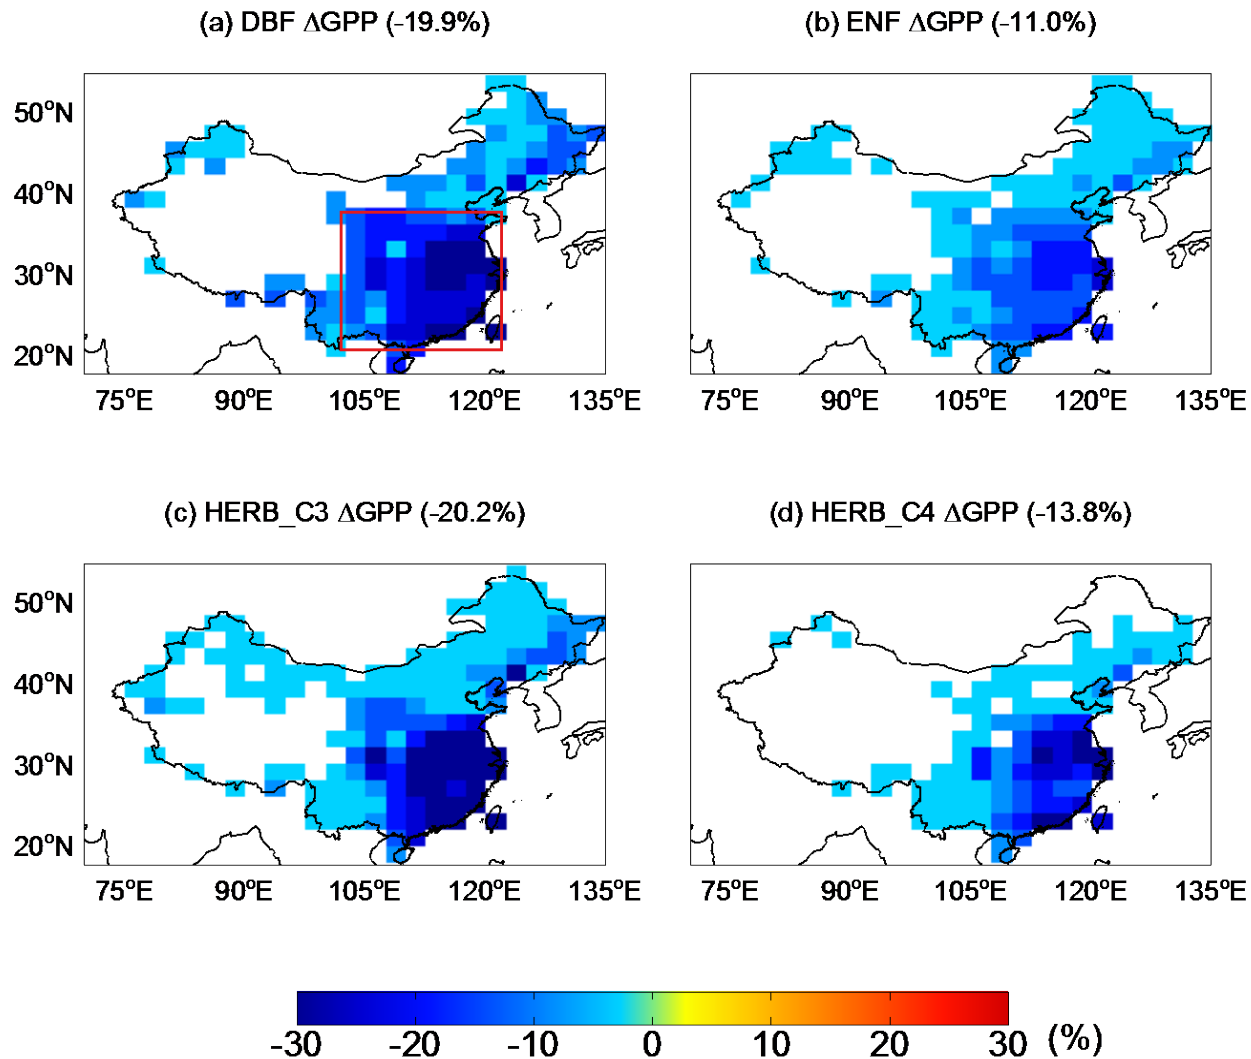 (a) DBF ΔGPP (-19.9%)
(b) ENF ΔGPP (-11.0%)
50°N
40°N
30°N
20°N
75°E 90°E 105°E 120°E 135°E
75°E 90°E 105°E 120°E 135°E
(c) HERB_C3 ΔGPP (-20.2%)
(d) HERB_C4 ΔGPP (-13.8%)
50°N
40°N
30°N
20°N
75°E 90°E 105°E 120°E 135°E
75°E 90°E 105°E 120°E 135°E
-30 -20 -10 0 10 20 30 (%)